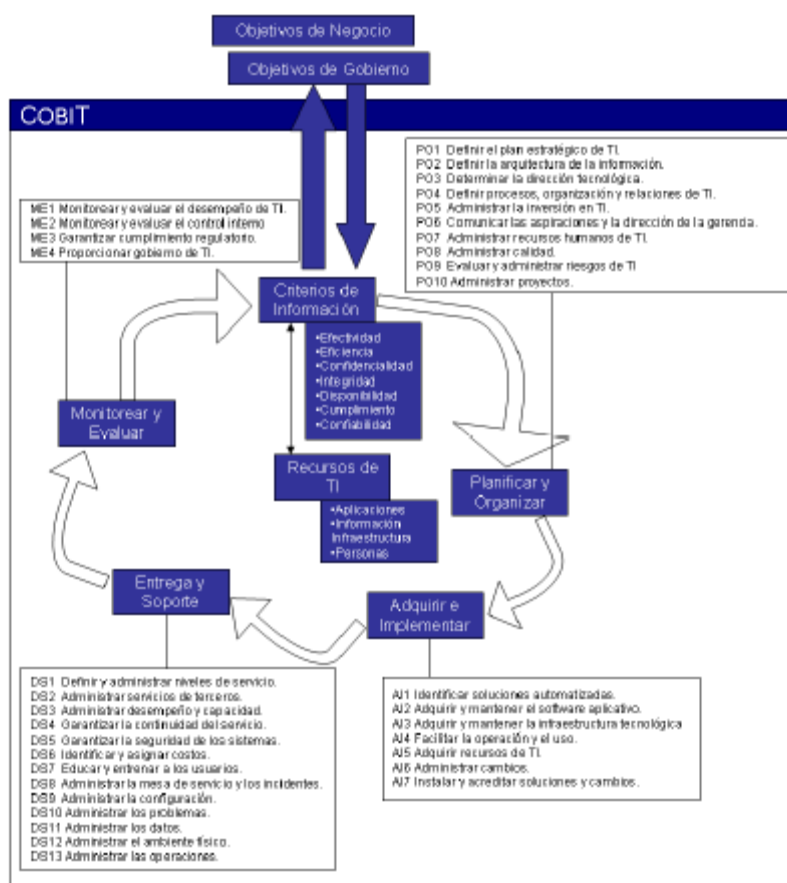 Objetivos de Negocio
Objetivos de Gobierno
COBIT
PO1 Definir el plan estratégico de TI.
PO2 Definir la arquitectura de la información.
PO3 Determinar la dirección tecnológica.
PO4 Definir procesos, organización y relaciones de TI.
PO5 Administrar la inversión en TI.
PO6 Comunicar las aspiraciones y la dirección de la gerencia.
PO7 Administrar recursos humanos de TI.
PO8 Administrar calidad.
PO9 Evaluar y administrar riesgos de TI
PO10 Administrar proyectos.
ME1 Monitorear y evaluar el desempeño de TI.
ME2 Monitorear y evaluar el control interno
ME3 Garantizar cumplimiento regulatorio.
ME4 Proporcionar gobierno de TI.
Criterios de
Información
•Efectividad
•Eficiencia
•Confidencialidad
•Integridad
•Disponibilidad
•Cumplimiento
•Confiabilidad
Monitorear y
Evaluar
Recursos de
TI
•Aplicaciones
•Información
Infraestructura
•Personas
Planificar y
Organizar
Entrega y
Soporte
Adquirir e
Implementar
DS1 Definir y administrar niveles de servicio.
DS2 Administrar servicios de terceros.
DS3 Administrar desempeño y capacidad.
DS4 Garantizar la continuidad del servicio.
DS5 Garantizar la seguridad de los sistemas.
DS6 Identificar y asignar costos.
DS7 Educar y entrenar a los usuarios.
DS8 Administrar la mesa de servicio y los incidentes.
DS9 Administrar la configuración.
DS10 Administrar los problemas.
DS11 Administrar los datos.
DS12 Administrar el ambiente físico.
DS13 Administrar las operaciones.
AI1 Identificar soluciones automatizadas.
AI2 Adquirir y mantener el software aplicativo.
AI3 Adquirir y mantener la infraestructura tecnológica
AI4 Facilitar la operación y el uso.
AI5 Adquirir recursos de TI.
AI6 Administrar cambios.
AI7 Instalar y acreditar soluciones y cambios.